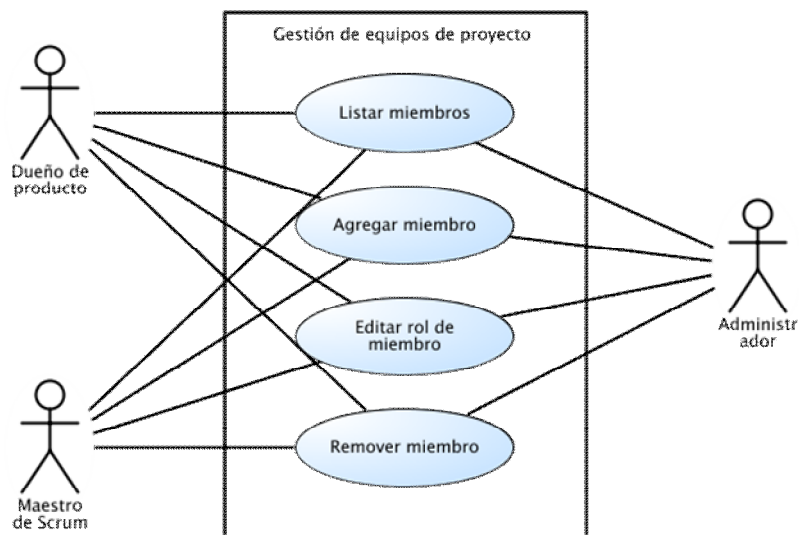 Gestión de equipos de proyecto
Listar miembros
Dueño de
producto
Agregar miembro
Editar rol de
miembro
Administr
ador
Remover miembro
Maestro
de Scrum